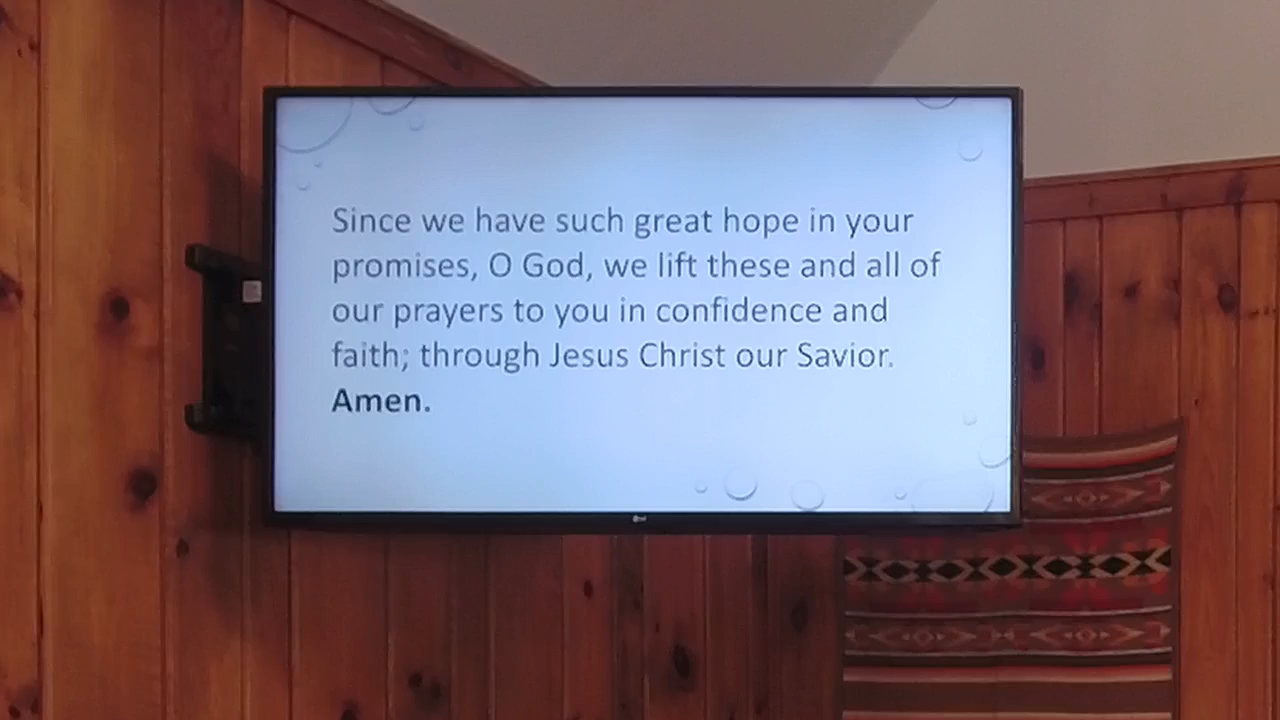 Since we have such great hope in your
promises, O God, we lift these and all of
our prayers to you in confidence and
faith; through Jesus Christ our Savior.
Amen.